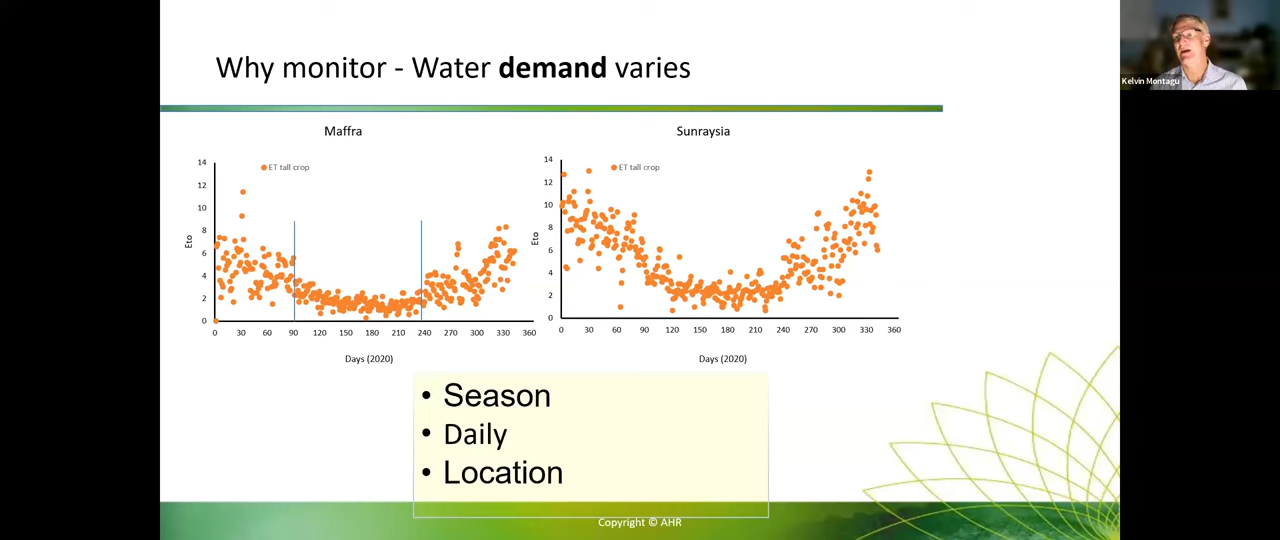 Why monitor - Water demand varies
Kelvin Montagu
Maffra
Sunraysia
ET tall crop
14
12
10
8
6
4
2
0
Eto
0 30 60 90 120 150 180 210 240 270 300 330 360
Days (2020)
ET tall crop
14
12
10
8
6
4
2
0
Eto
0 30 60 90 120 150 180 210 240 270 300 330 360
Days (2020)
• Season
• Daily
• Location
Copyright © AHR